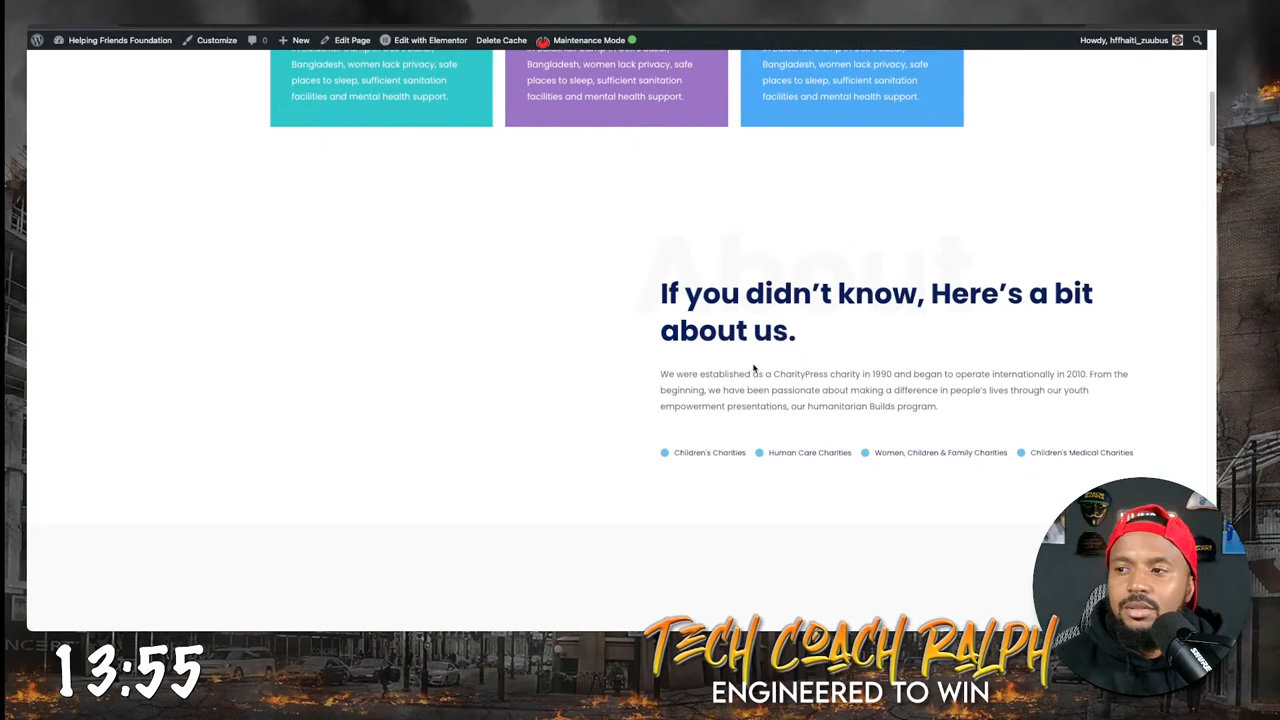 Helping Friends Foundation Customize 0 New Edit Page Edit with Elementor Delete Cache Maintenance Mode Howdy, hffhaiti_zuubus
Bangladesh, women lack privacy, safe
places to sleep, sufficient sanitation
facilities and mental health support.
Bangladesh, women lack privacy, safe
places to sleep, sufficient sanitation
facilities and mental health support.
Bangladesh, women lack privacy, safe
places to sleep, sufficient sanitation
facilities and mental health support.
About
If you didn't know, Here's a bit
about us.
We were established as a CharityPress charity in 1990 and began to operate internationally in 2010. From the
beginning, we have been passionate about making a difference in people's lives through our youth
empowerment presentations, our humanitarian Builds program.
Children's Charities Human Care Charities Women, Children & Family Charities Children's Medical Charities
13:55
TECH COACH RALPH
ENGINEERED TO WIN
SHURE